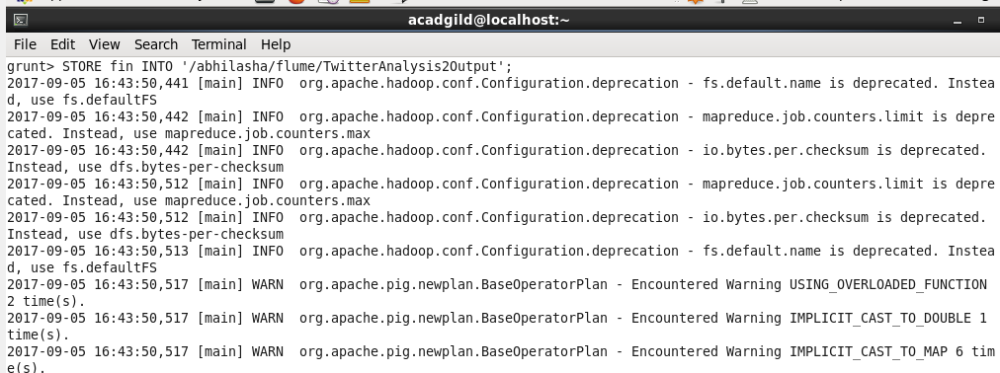 acadgild@localhost:~
File Edit View Search Terminal Help
grunt> STORE fin INTO '/abhilasha/flume/TwitterAnalysis2Output';
2017-09-05 16:43:50,441 [main] INFO  org.apache.hadoop.conf.Configuration.deprecation - fs.default.name is deprecated. Instea
d, use fs.defaultFS
2017-09-05 16:43:50,442 [main] INFO  org.apache.hadoop.conf.Configuration.deprecation - mapreduce.job.counters.limit is depre
cated. Instead, use mapreduce.job.counters.max
2017-09-05 16:43:50,442 [main] INFO  org.apache.hadoop.conf.Configuration.deprecation - io.bytes.per.checksum is deprecated.
Instead, use dfs.bytes-per-checksum
2017-09-05 16:43:50,512 [main] INFO  org.apache.hadoop.conf.Configuration.deprecation - mapreduce.job.counters.limit is depre
cated. Instead, use mapreduce.job.counters.max
2017-09-05 16:43:50,512 [main] INFO  org.apache.hadoop.conf.Configuration.deprecation - io.bytes.per.checksum is deprecated.
Instead, use dfs.bytes-per-checksum
2017-09-05 16:43:50,513 [main] INFO  org.apache.hadoop.conf.Configuration.deprecation - fs.default.name is deprecated. Instea
d, use fs.defaultFS
2017-09-05 16:43:50,517 [main] WARN  org.apache.pig.newplan.BaseOperatorPlan - Encountered Warning USING_OVERLOADED_FUNCTION
2 time(s).
2017-09-05 16:43:50,517 [main] WARN  org.apache.pig.newplan.BaseOperatorPlan - Encountered Warning IMPLICIT_CAST_TO_DOUBLE 1
time(s).
2017-09-05 16:43:50,517 [main] WARN  org.apache.pig.newplan.BaseOperatorPlan - Encountered Warning IMPLICIT_CAST_TO_MAP 6 tim
e(s).